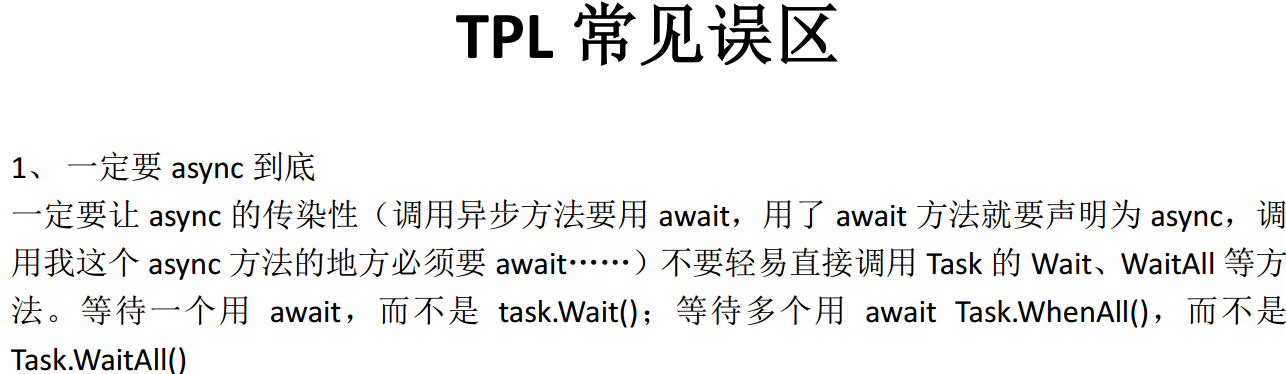 TPL 常见误区
1、 一定要 async 到底
一定要让 async 的传染性（调用异步方法要用 await，用了 await 方法就要声明为 async，调
用我这个 async 方法的地方必须要 await……）不要轻易直接调用 Task 的 Wait、WaitAll 等方
法。等待一个用 await，而不是 task.Wait()；等待多个用 await Task.WhenAll()，而不是
Task.WaitAll()